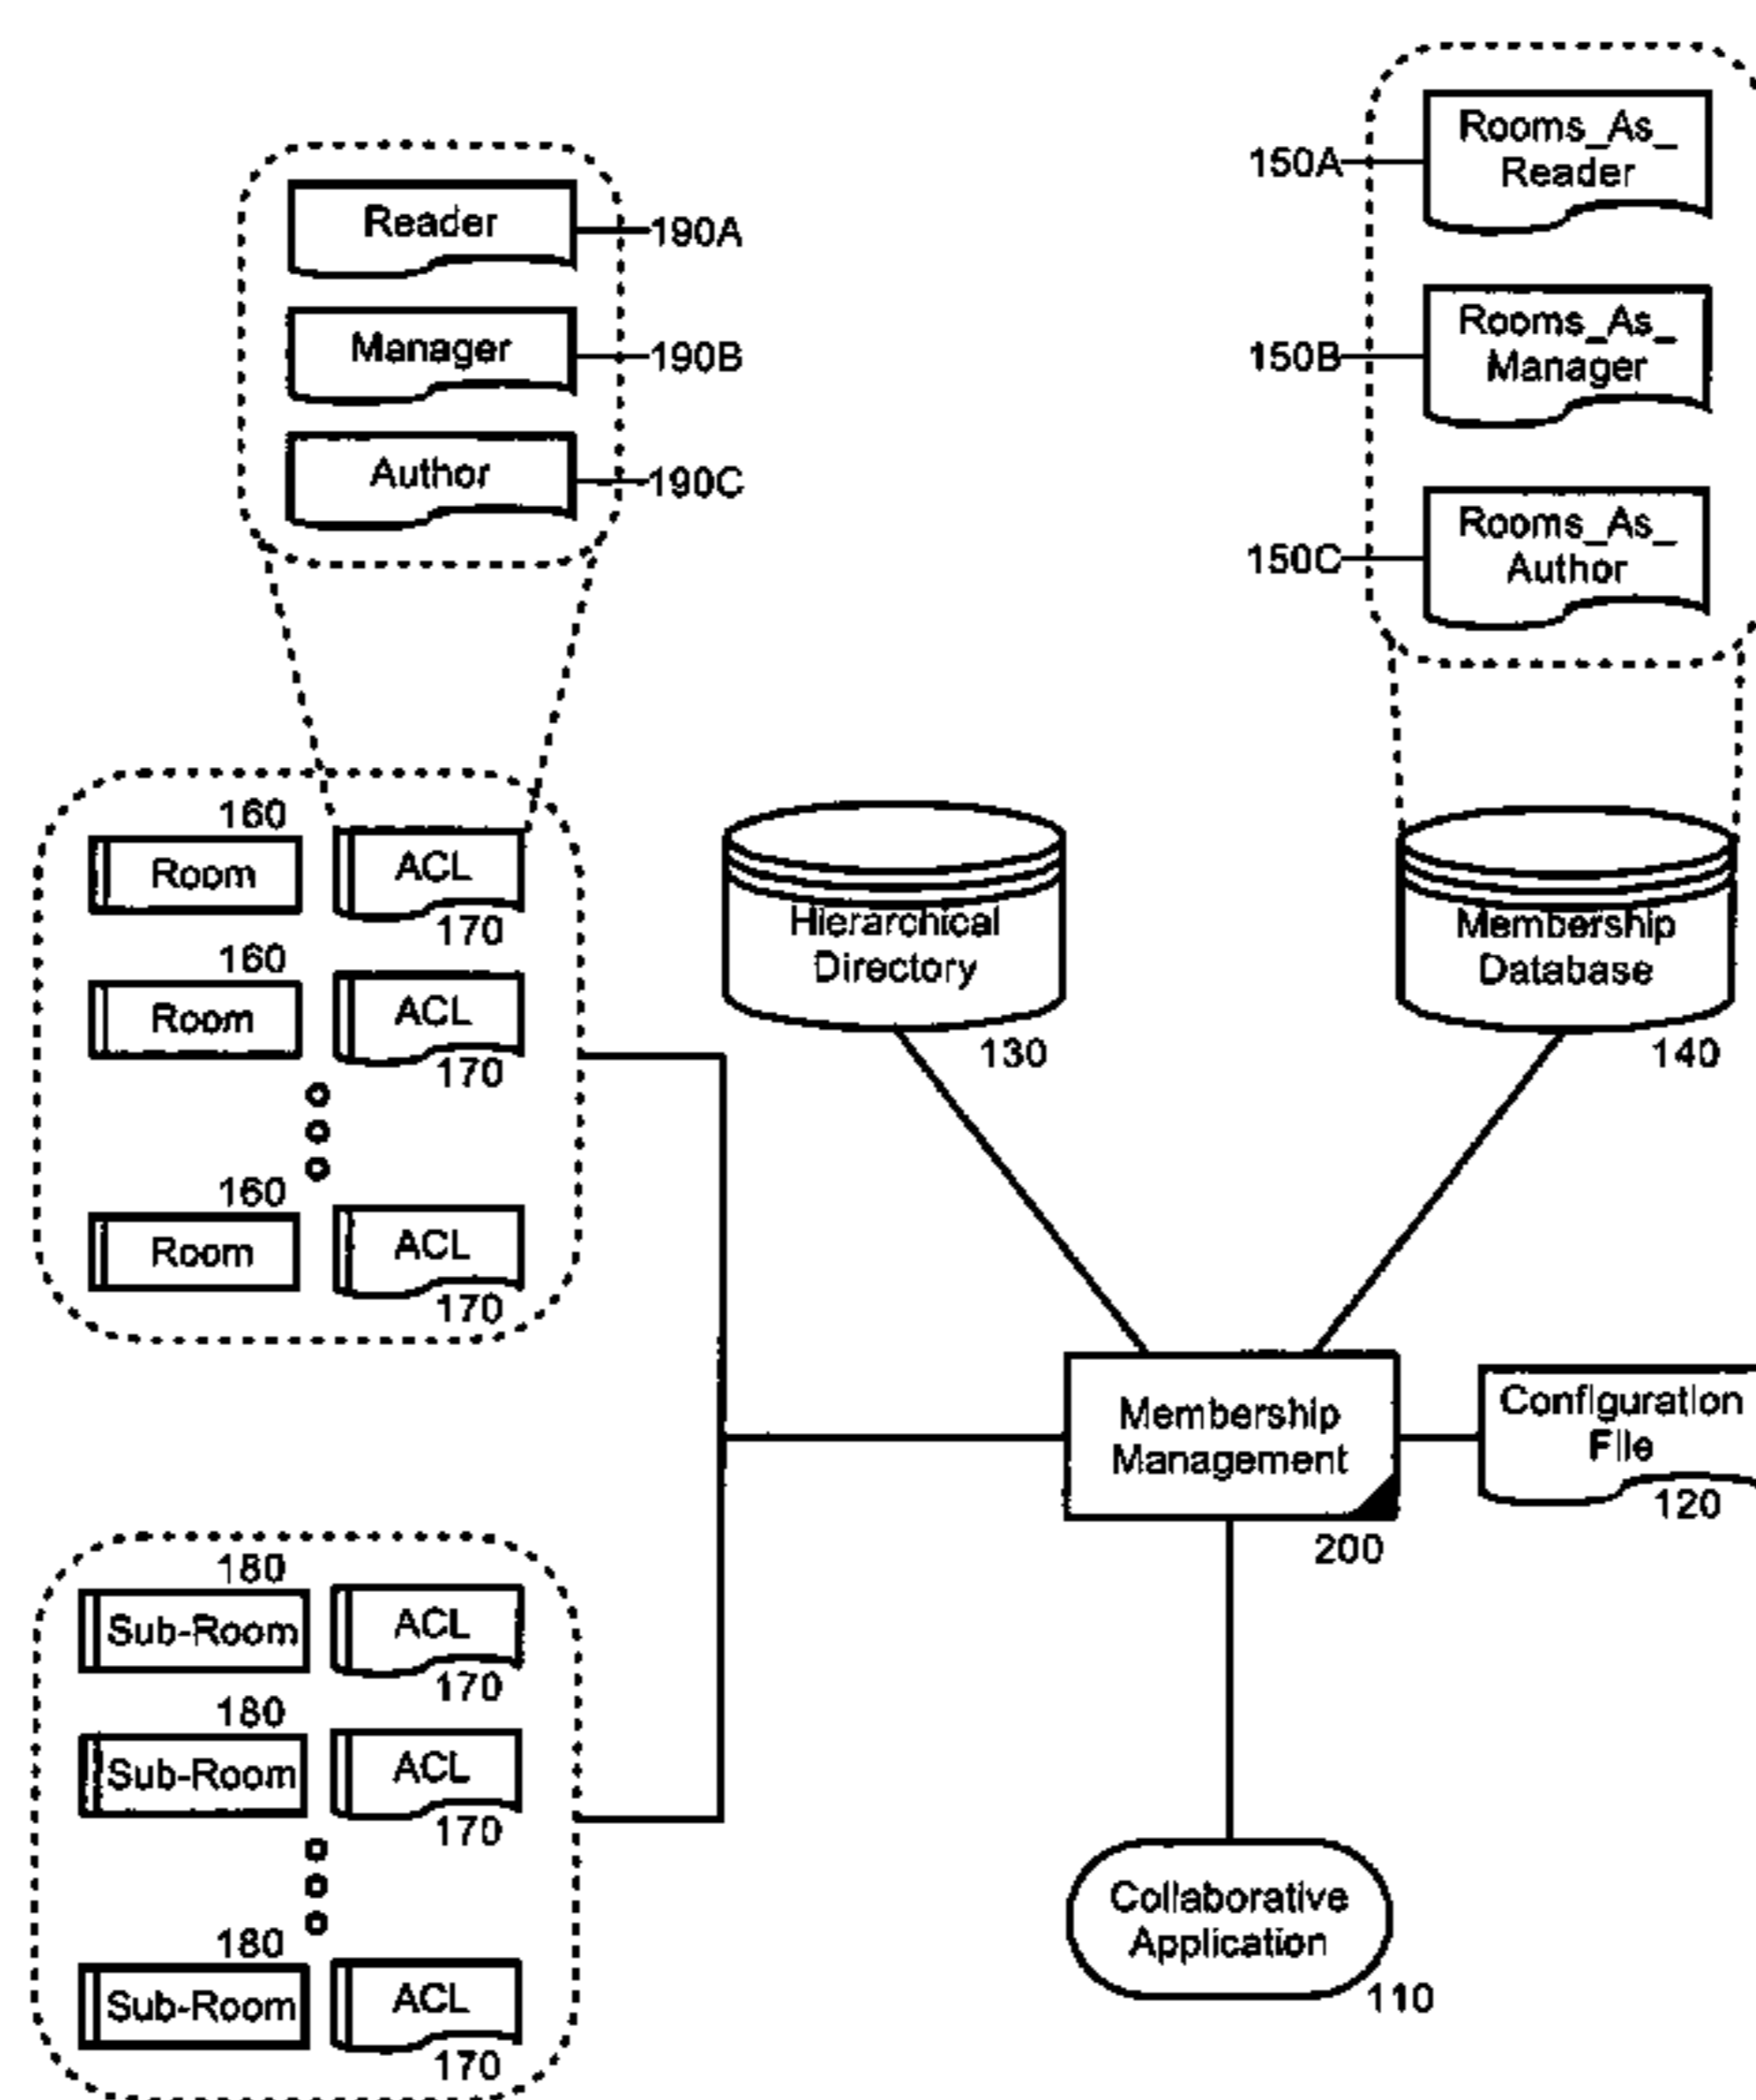 Rooms_As_
Reader
150A
Reader
190A
Rooms_As_
Manager
150B
Manager
190B
Author
190C
Rooms_As_
Author
150C
160
Room
ACL
170
160
Room
ACL
170
160
Room
ACL
170
Hierarchical
Directory
130
Membership
Database
140
Membership
Management
200
Configuration
File
120
180
Sub-Room
ACL
170
180
Sub-Room
ACL
170
180
Sub-Room
ACL
170
Collaborative
Application
110